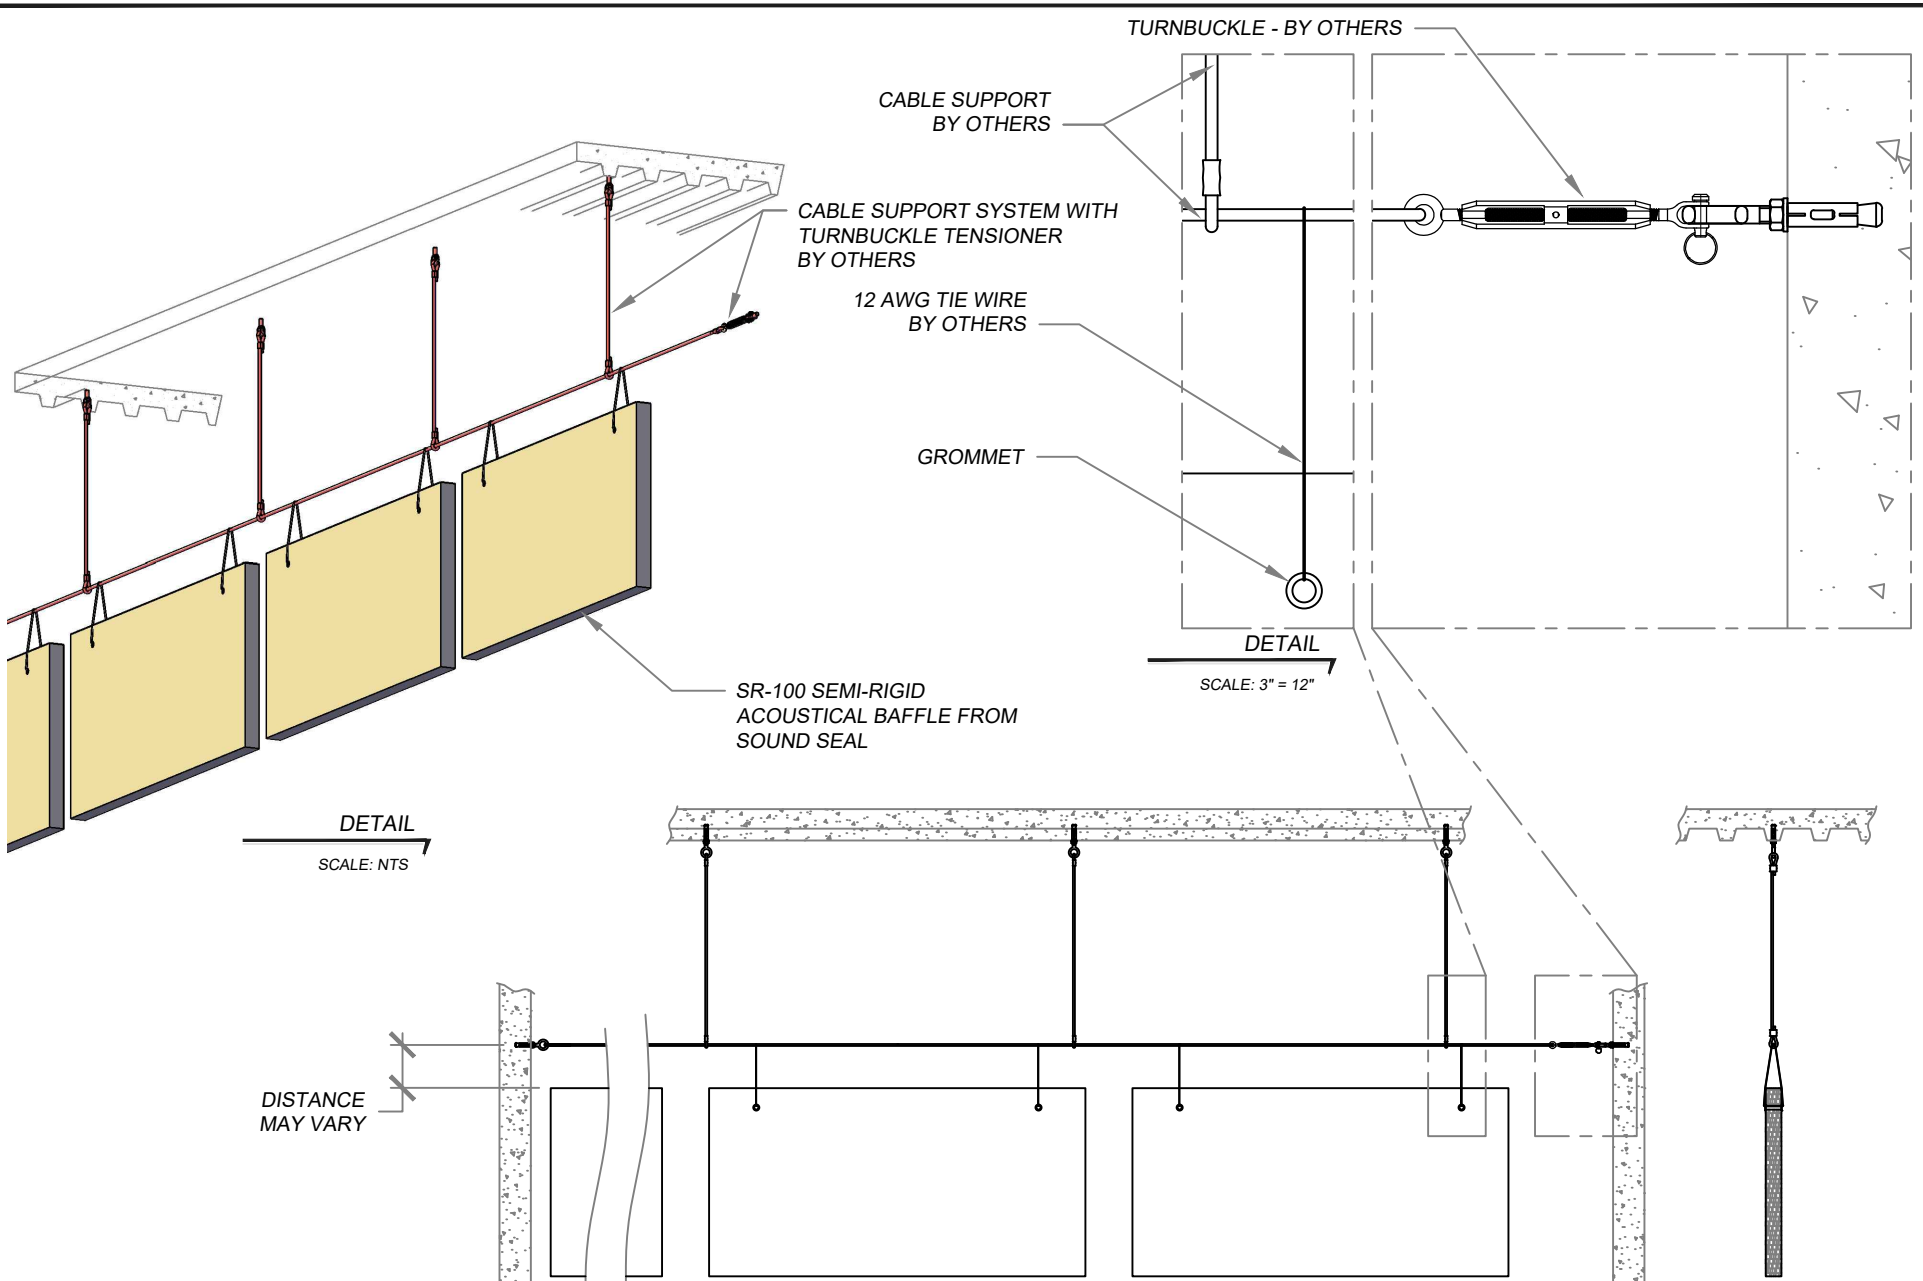 TURNBUCKLE - BY OTHERS
CABLE SUPPORT
BY OTHERS
CABLE SUPPORT SYSTEM WITH
TURNBUCKLE TENSIONER
BY OTHERS
12 AWG TIE WIRE
BY OTHERS
GROMMET
DETAIL
SCALE: 3" = 12"
SR-100 SEMI-RIGID
ACOUSTICAL BAFFLE FROM
SOUND SEAL
DETAIL
SCALE: NTS
DISTANCE
MAY VARY